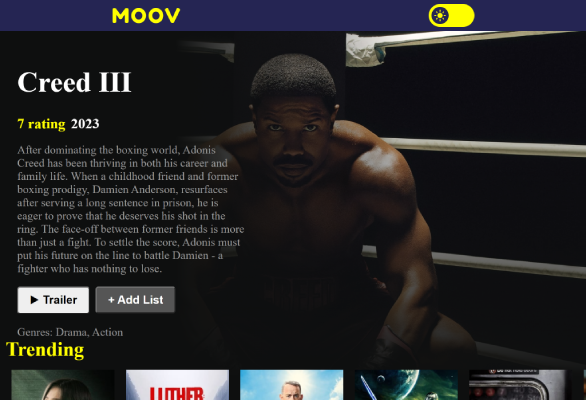 MOOV
Creed III
7 rating 2023
After dominating the boxing world, Adonis
Creed has been thriving in both his career and
family life. When a childhood friend and former
boxing prodigy, Damien Anderson, resurfaces
after serving a long sentence in prison, he is
eager to prove that he deserves his shot in the
ring. The face-off between former friends is more
than just a fight. To settle the score, Adonis must
put his future on the line to battle Damien - a
fighter who has nothing to lose.
Trailer
+ Add List
Genres: Drama, Action
Trending
LUTHER